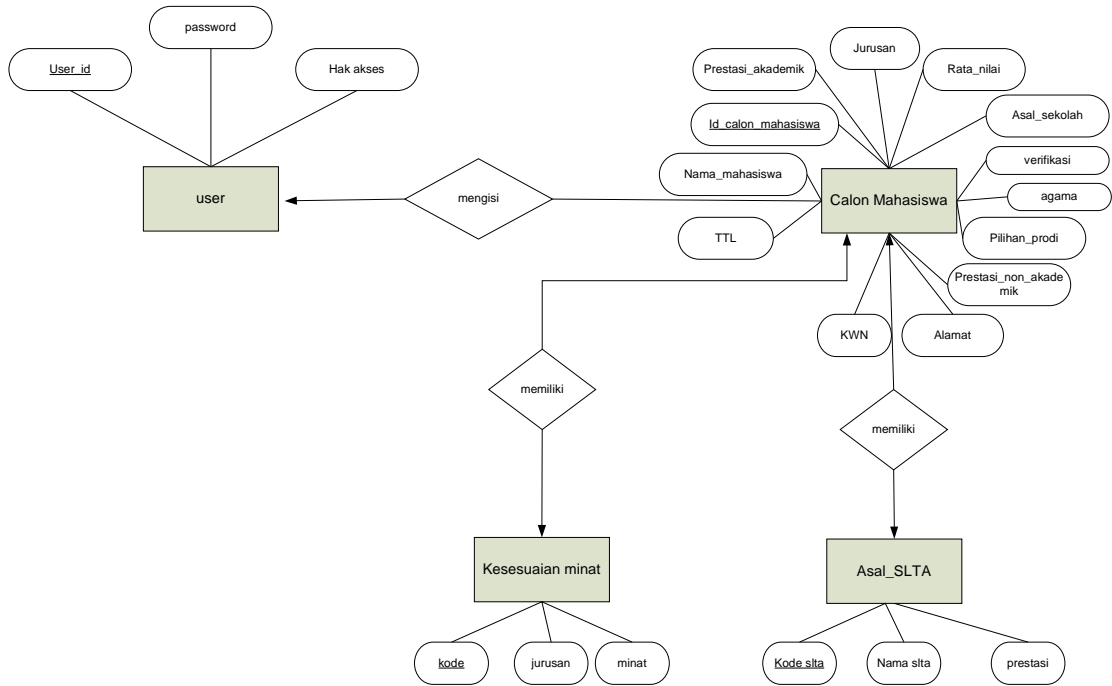 password
User_id
Hak akses
user
mengisi
Jurusan
Prestasi_akademik
Rata_nilai
Id_calon_mahasiswa
Asal_sekolah
Nama_mahasiswa
verifikasi
Calon Mahasiswa
agama
TTL
Pilihan_prodi
Prestasi_non_akade
mik
KWN
Alamat
memiliki
memiliki
Kesesuaian minat
Asal_SLTA
kode
jurusan
minat
Kode slta
Nama slta
prestasi